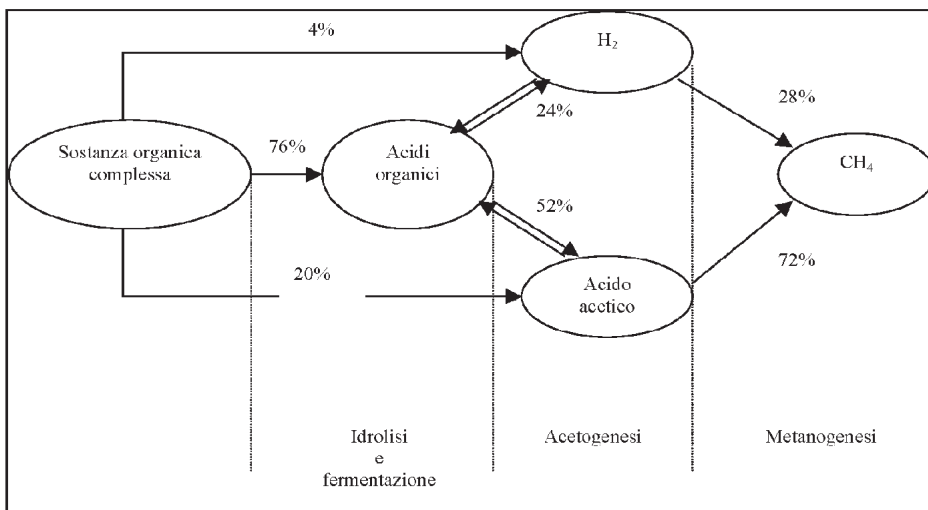 4%
H2
24%
28%
Sostanza organica
complessa
76%
Acidi
organici
CH4
52%
20%
Acido
acetico
72%
Idrolisi
e
fermentazione
Acetogenesi
Metanogenesi